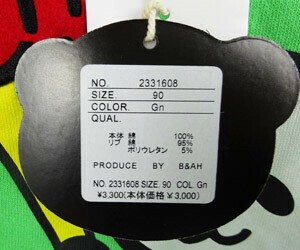 NO. 2331608
SIZE. 90
COLOR. Gn
QUAL.
本体 綿 100%
リブ 綿 95%
ポリウレタン 5%
PRODUCE BY B&AH
NO. 2331608 SIZE. 90 COL. Gn
¥3,300(本体価格¥3,000)